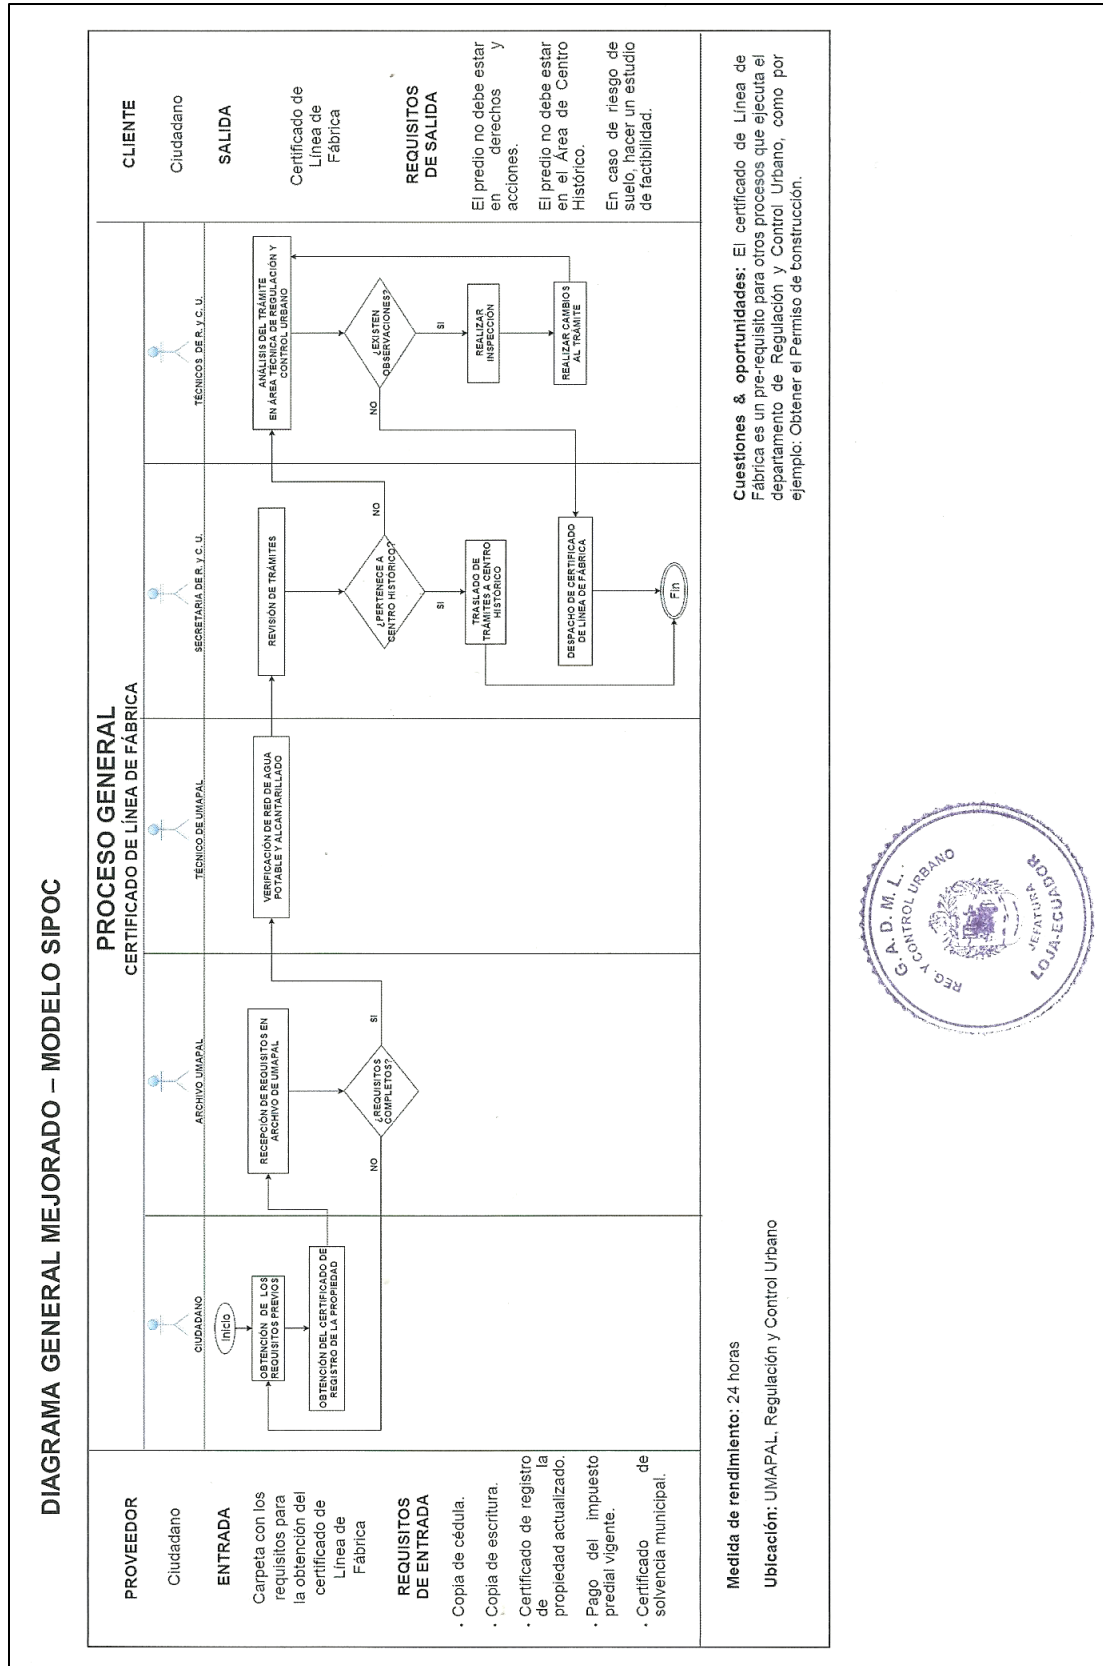 DIAGRAMA GENERAL MEJORADO – MODELO SIPOC
PROVEEDOR
Ciudadano
ENTRADA
Carpeta con los
requisitos para
la obtención del
certificado de
Línea de
Fábrica
REQUISITOS
DE ENTRADA
· Copia de cédula.
· Copia de escritura.
· Certificado de registro
de la
propiedad actualizado.
· Pago del impuesto
predial vigente.
· Certificado de
solvencia municipal.
PROCESO GENERAL
CERTIFICADO DE LÍNEA DE FÁBRICA
CIUDADANO
Inicio
OBTENCIÓN DE LOS
REQUISITOS PREVIOS
OBTENCIÓN DEL CERTIFICADO DE
REGISTRO DE LA PROPIEDAD
ARCHIVO UMAPAL
RECEPCIÓN DE REQUISITOS EN
ARCHIVO DE UMAPAL
¿REQUISITOS
COMPLETOS?
NO
SI
TÉCNICO DE UMAPAL
VERIFICACIÓN DE RED DE AGUA
POTABLE Y ALCANTARILLADO
SECRETARIA DE R. y C. U.
REVISIÓN DE TRÁMITES
¿PERTENECE A
CENTRO HISTÓRICO?
NO
SI
TRASLADO DE
TRÁMITES A CENTRO
HISTÓRICO
DESPACHO DE CERTIFICADO
DE LÍNEA DE FÁBRICA
Fin
TÉCNICOS DE R. y C. U.
ANÁLISIS DEL TRÁMITE
EN ÁREA TÉCNICA DE REGULACIÓN Y
CONTROL URBANO
¿EXISTEN
OBSERVACIONES?
NO
SI
REALIZAR
INSPECCIÓN
REALIZAR CAMBIOS
AL TRÁMITE
CLIENTE
Ciudadano
SALIDA
Certificado de
Línea de
Fábrica
REQUISITOS
DE SALIDA
El predio no debe estar
en derechos y
acciones.
El predio no debe estar
en el Área de Centro
Histórico.
En caso de riesgo de
suelo, hacer un estudio
de factibilidad.
Medida de rendimiento: 24 horas
Ubicación: UMAPAL, Regulación y Control Urbano
Cuestiones & oportunidades: El certificado de Línea de
Fábrica es un pre-requisito para otros procesos que ejecuta el
departamento de Regulación y Control Urbano, como por
ejemplo: Obtener el Permiso de construcción.
G. A. D. M. L.
REG. Y CONTROL URBANO
JEFATURA
LOJA-ECUADOR